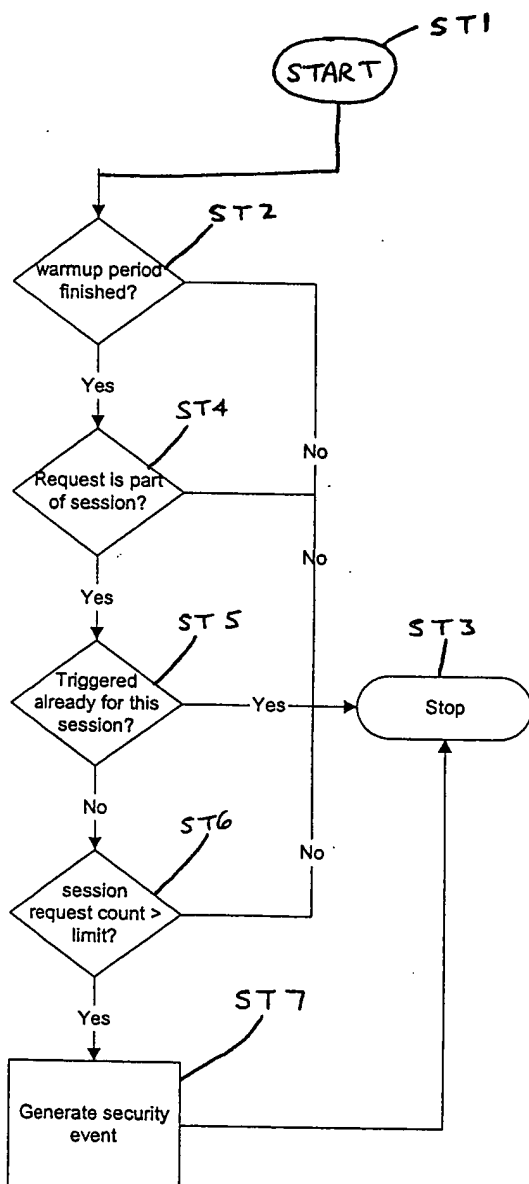 ST1
START
ST2
warmup period
finished?
Yes
No
ST4
Request is part
of session?
No
Yes
ST5
ST3
Triggered
already for this
session?
Yes
Stop
No
ST6
No
session
request count >
limit?
Yes
ST7
Generate security
event